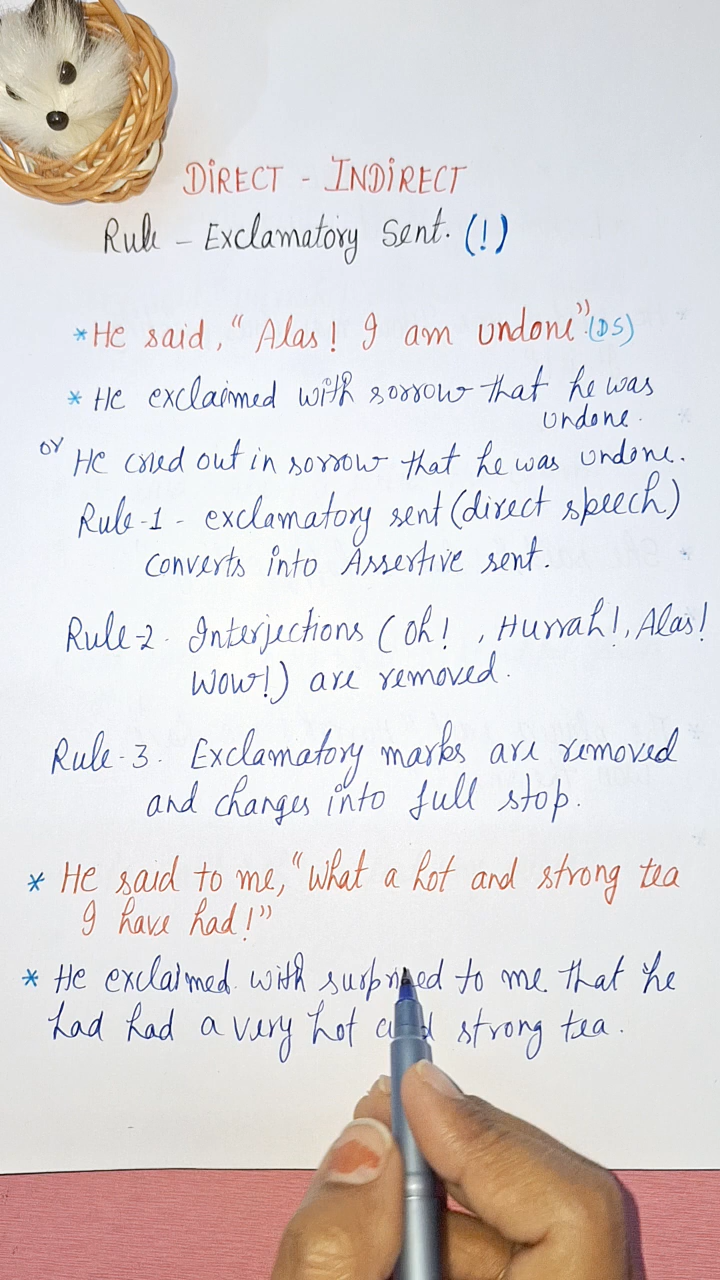 DIRECT - INDIRECT
Rule - Exclamatory Sent. (!)
* He said, "Alas! I am undone". (DS)
* He exclaimed with sorrow that he was
undone.
or He cried out in sorrow that he was undone.
Rule-1 - exclamatory sent (direct speech)
converts into Assertive sent.
Rule-2. Interjections (Oh! , Hurrah!, Alas!
Wow!) are removed.
Rule-3. Exclamatory marks are removed
and changes into full stop.
* He said to me, "What a hot and strong tea
I have had!"
* He exclaimed with to me that he
had had a very hot and strong tea.